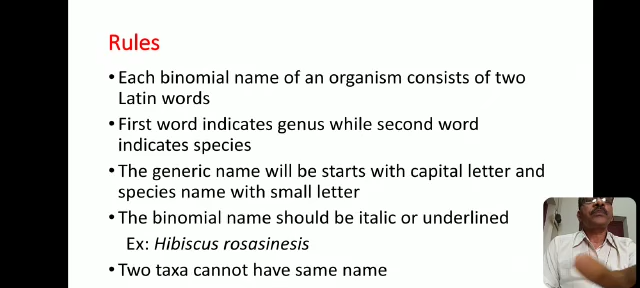 Rules
• Each binomial name of an organism consists of two
Latin words
• First word indicates genus while second word
indicates species
• The generic name will be starts with capital letter and
species name with small letter
• The binomial name should be italic or underlined
Ex: Hibiscus rosasinesis
• Two taxa cannot have same name